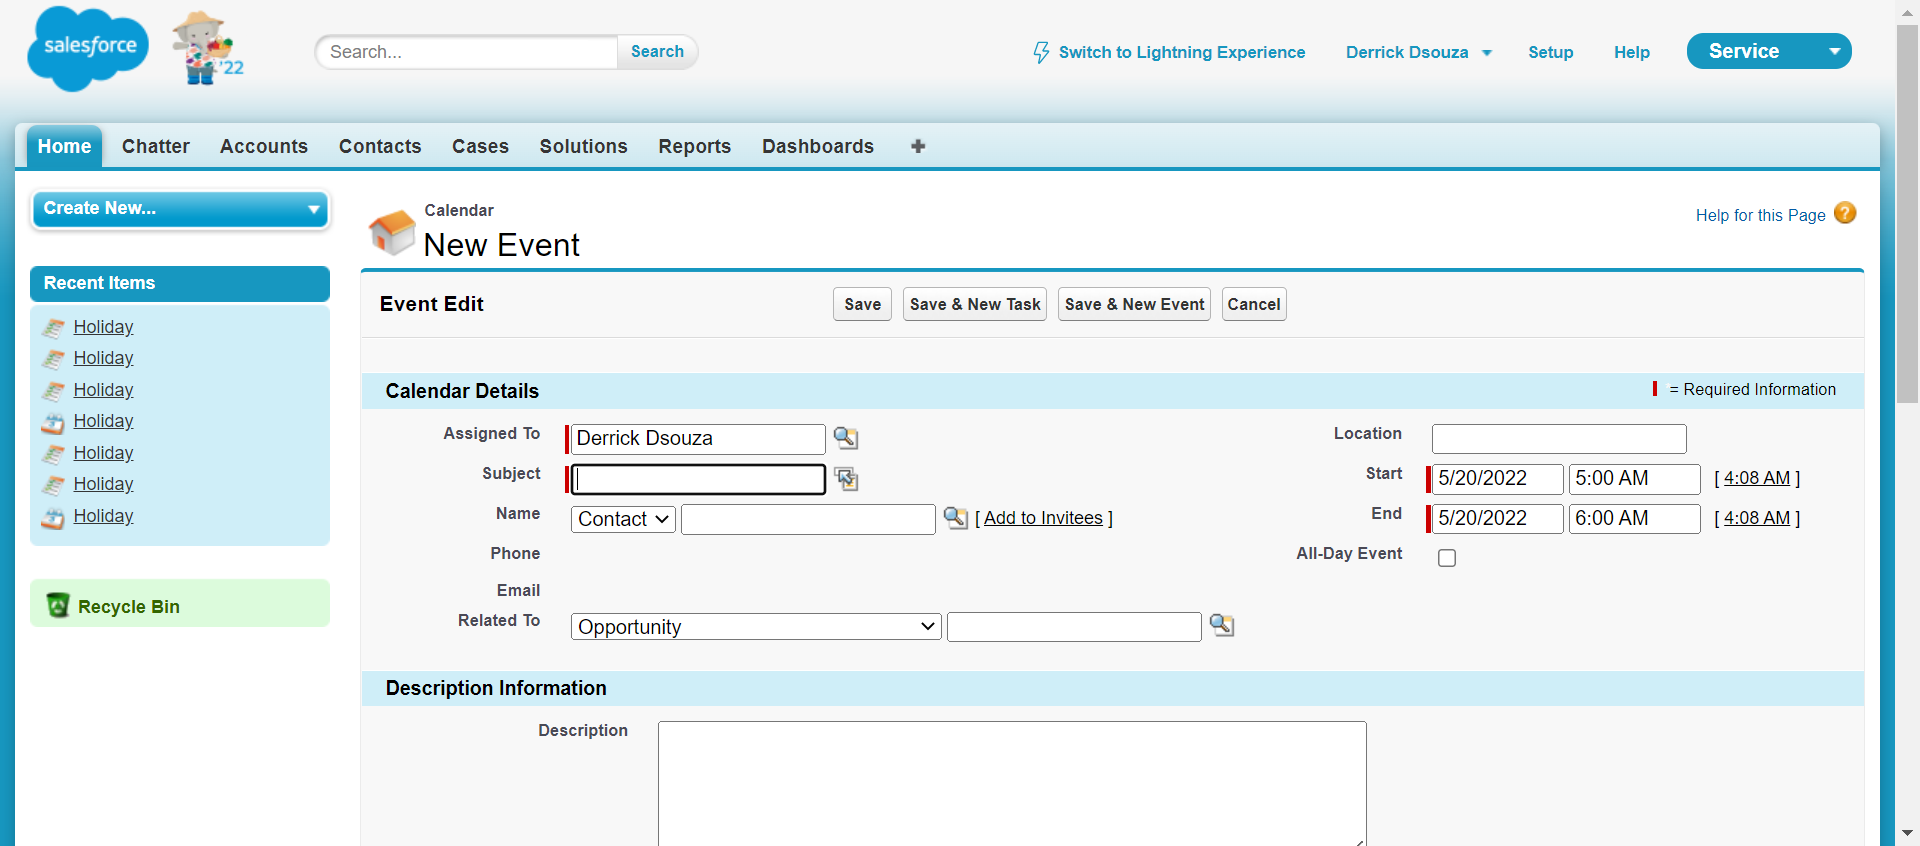 salesforce
'22
Search...
Search
Switch to Lightning Experience
Derrick Dsouza
Setup
Help
Service
Home
Chatter
Accounts
Contacts
Cases
Solutions
Reports
Dashboards
Create New...
Recent Items
Holiday
Holiday
Holiday
Holiday
Holiday
Holiday
Holiday
Recycle Bin
Calendar
New Event
Help for this Page ?
Event Edit
Save
Save & New Task
Save & New Event
Cancel
Calendar Details
= Required Information
Assigned To Derrick Dsouza
Location
Subject
Start 5/20/2022 5:00 AM [ 4:08 AM ]
Name Contact [ Add to Invitees ]
End 5/20/2022 6:00 AM [ 4:08 AM ]
Phone
All-Day Event
Email
Related To Opportunity
Description Information
Description